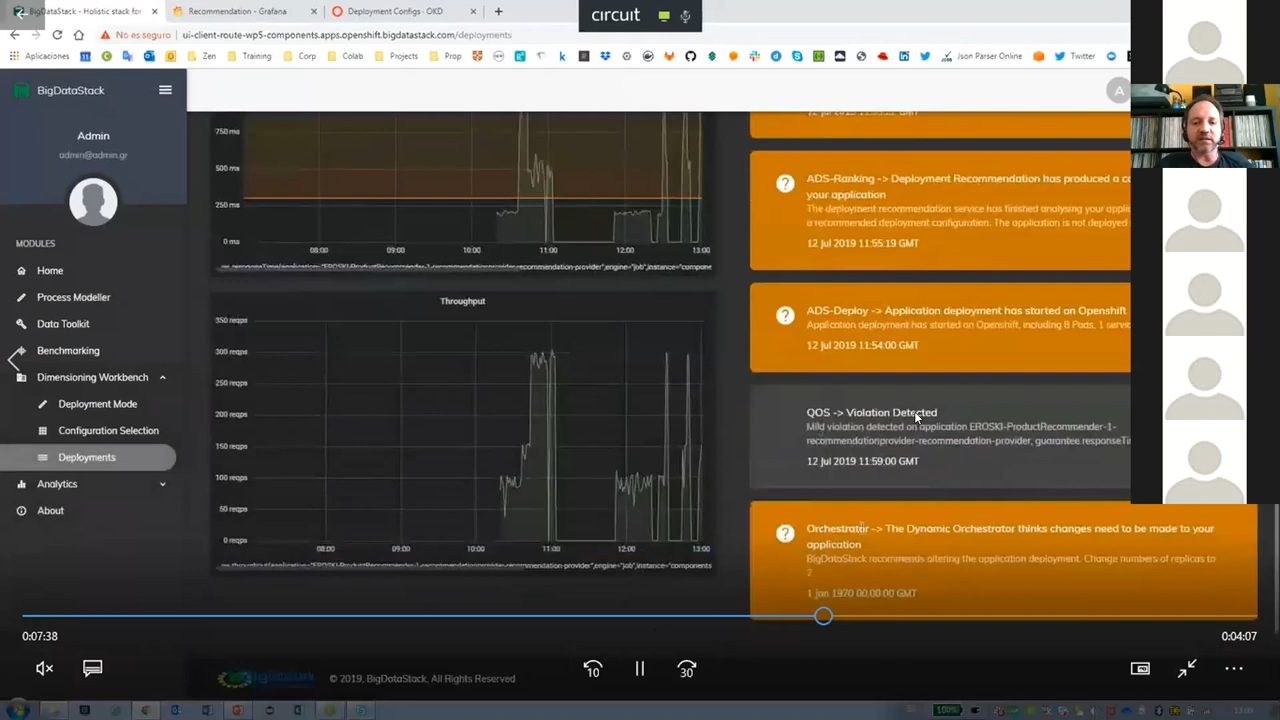 BigDataStack - Holistic stack for
Recommendation - Grafana
Deployment Configs · OKD
circuit
No es seguro
ui-client-route-wp5-components.apps.openshift.bigdatastack.com/deployments
Aplicaciones
Zen
Training
Corp
Colab
Projects
Prop
Json Parser Online
Twitter
BigDataStack
A
Admin
admin@admin.gr
MODULES
Home
Process Modeller
Data Toolkit
Benchmarking
Dimensioning Workbench
Deployment Mode
Configuration Selection
Deployments
Analytics
About
750 ms
500 ms
250 ms
0 ms
08:00
09:00
10:00
11:00
12:00
13:00
Throughput
350 reqps
300 reqps
250 reqps
200 reqps
150 reqps
100 reqps
50 reqps
0 reqps
08:00
09:00
10:00
11:00
12:00
13:00
ADS-Ranking -> Deployment Recommendation has produced a
your application
The deployment recommendation service has finished analysing your
a recommended deployment configuration. The application is not deployed
12 Jul 2019 11:55:19 GMT
ADS-Deploy -> Application deployment has started on Openshift
Application deployment has started on Openshift, including 8 Pods, 1
12 Jul 2019 11:54:00 GMT
QOS -> Violation Detected
Mild violation detected on application EROSKI-ProductRecommender-1-
recommendationprovider-recommendation-provider, guarantee
12 Jul 2019 11:59:00 GMT
Orchestrator -> The Dynamic Orchestrator thinks changes need to be made to your
application
BigDataStack recommends altering the application deployment. Change numbers of replicas to
2
1 Jan 1970 00:00:00 GMT
0:07:38
0:04:07
10
30
BigDataStack
© 2019, BigDataStack, All Rights Reserved
100%